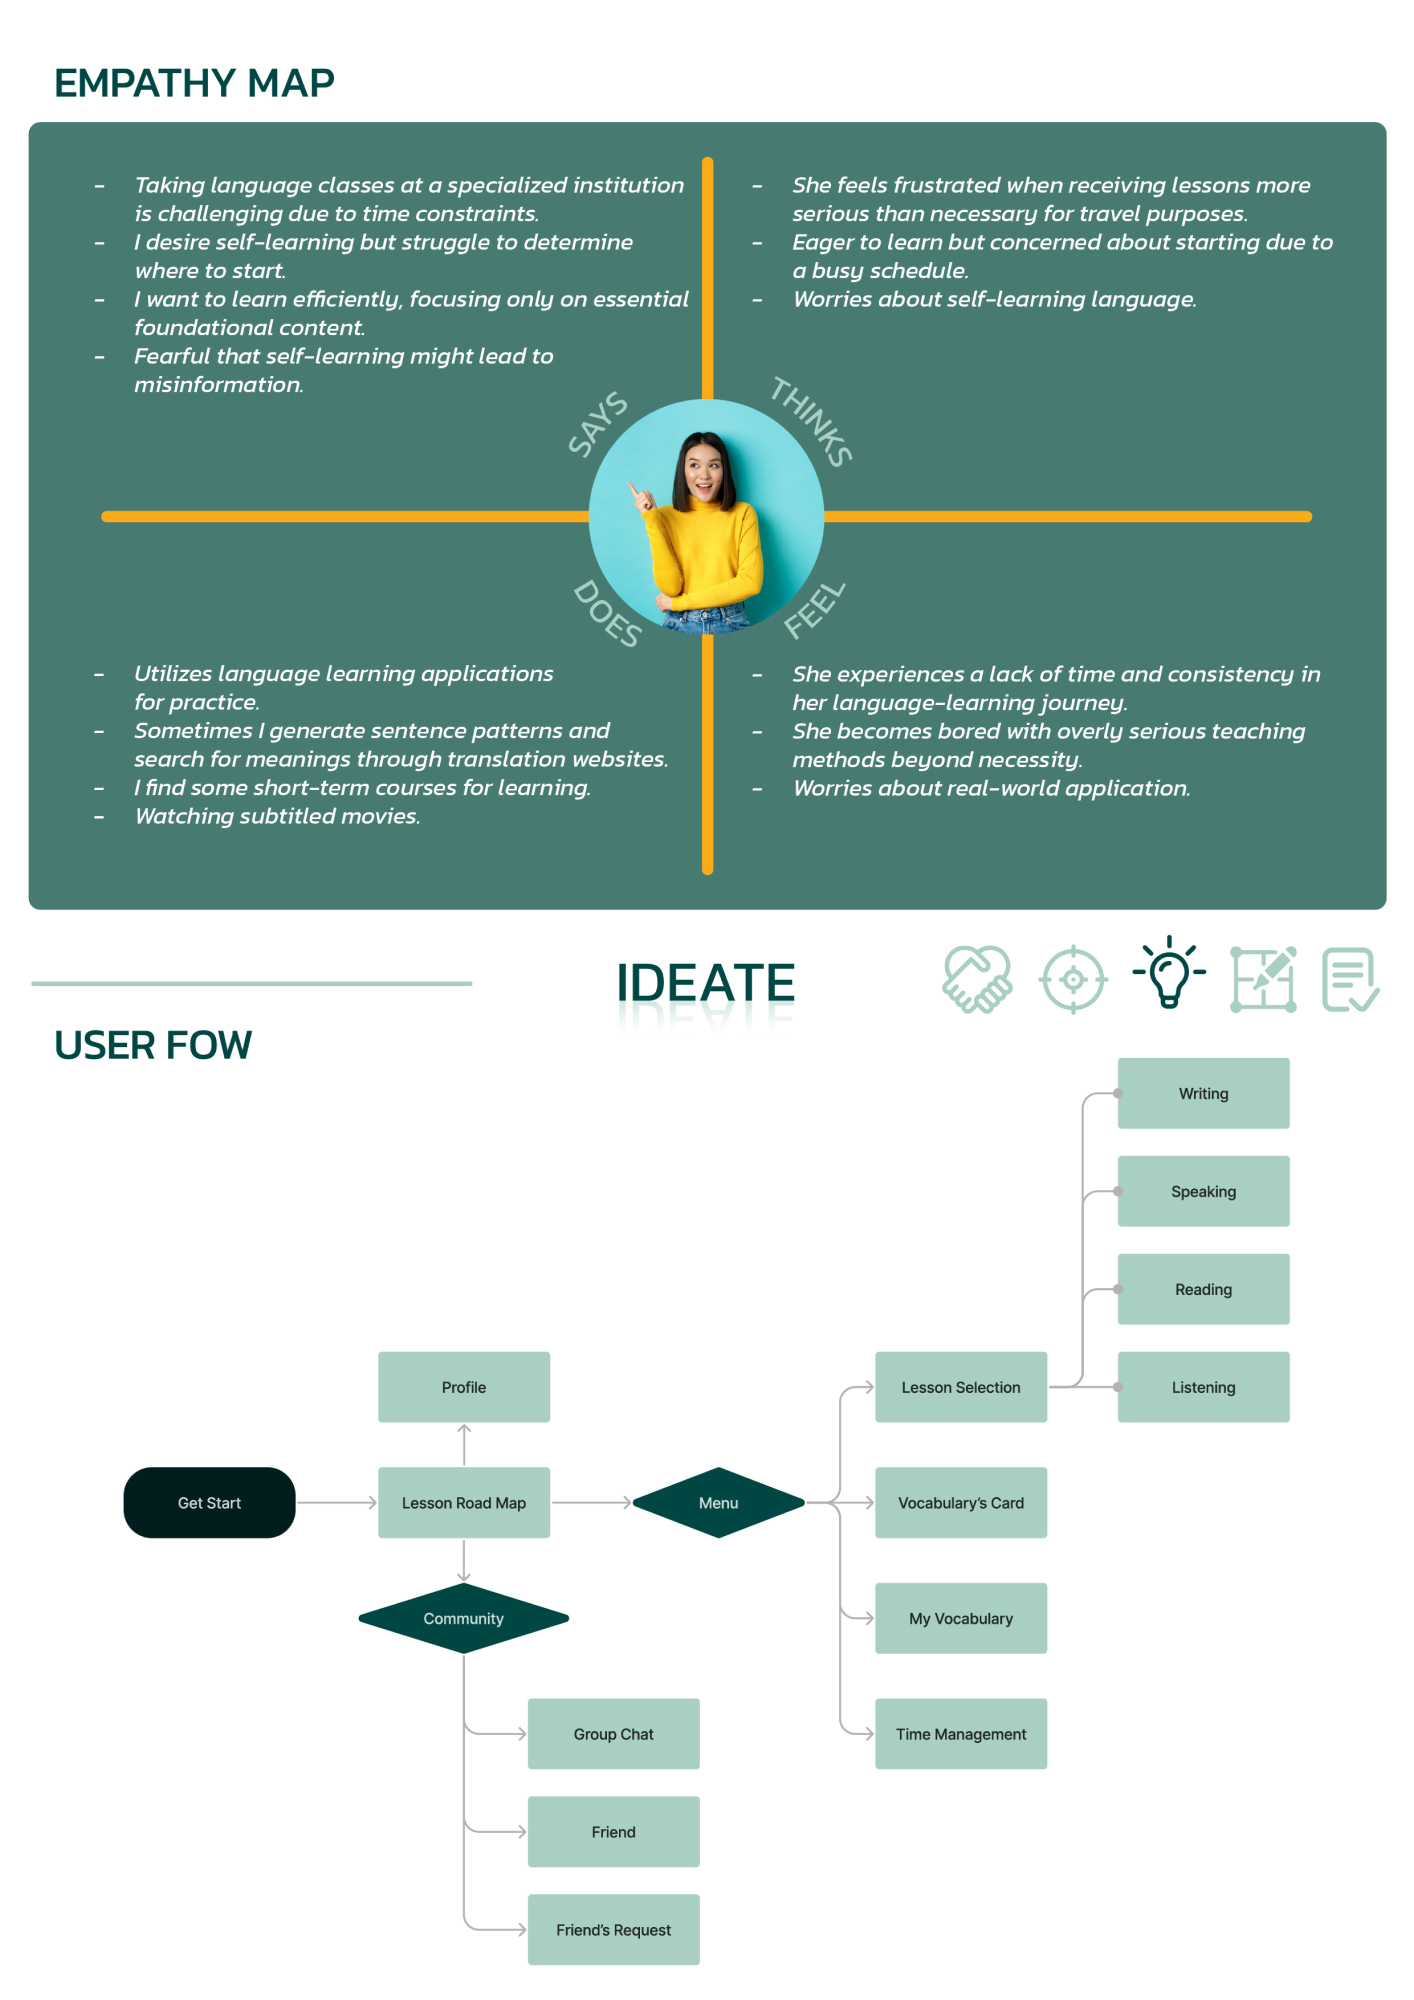 EMPATHY MAP
- Taking language classes at a specialized institution
is challenging due to time constraints.
- I desire self-learning but struggle to determine
where to start.
- I want to learn efficiently, focusing only on essential
foundational content.
- Fearful that self-learning might lead to
misinformation.
- She feels frustrated when receiving lessons more
serious than necessary for travel purposes.
- Eager to learn but concerned about starting due to
a busy schedule.
- Worries about self-learning language.
SAYS
THINKS
DOES
FEEL
- Utilizes language learning applications
for practice.
- Sometimes I generate sentence patterns and
search for meanings through translation websites.
- I find some short-term courses for learning.
- Watching subtitled movies.
- She experiences a lack of time and consistency in
her language-learning journey.
- She becomes bored with overly serious teaching
methods beyond necessity.
- Worries about real-world application.
IDEATE
USER FOW
Writing
Speaking
Reading
Listening
Profile
Lesson Selection
Get Start
Lesson Road Map
Menu
Vocabulary's Card
Community
My Vocabulary
Group Chat
Time Management
Friend
Friend's Request